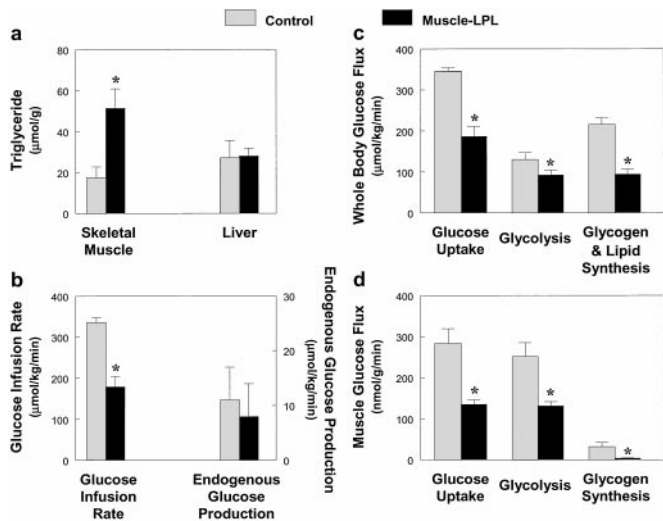 Control
Muscle-LPL
a
Triglyceride
(μmol/g)
80
60
40
20
0
*
Skeletal
Muscle
Liver
c
Whole Body Glucose Flux
(μmol/kg/min)
400
300
200
100
0
*
*
*
Glucose
Uptake
Glycolysis
Glycogen
& Lipid
Synthesis
b
Glucose Infusion Rate
(μmol/kg/min)
400
300
200
100
0
*
30
20
10
0
Endogenous Glucose Production
(μmol/kg/min)
Glucose
Infusion
Rate
Endogenous
Glucose
Production
d
Muscle Glucose Flux
(nmol/g/min)
400
300
200
100
0
*
*
*
Glucose
Uptake
Glycolysis
Glycogen
Synthesis